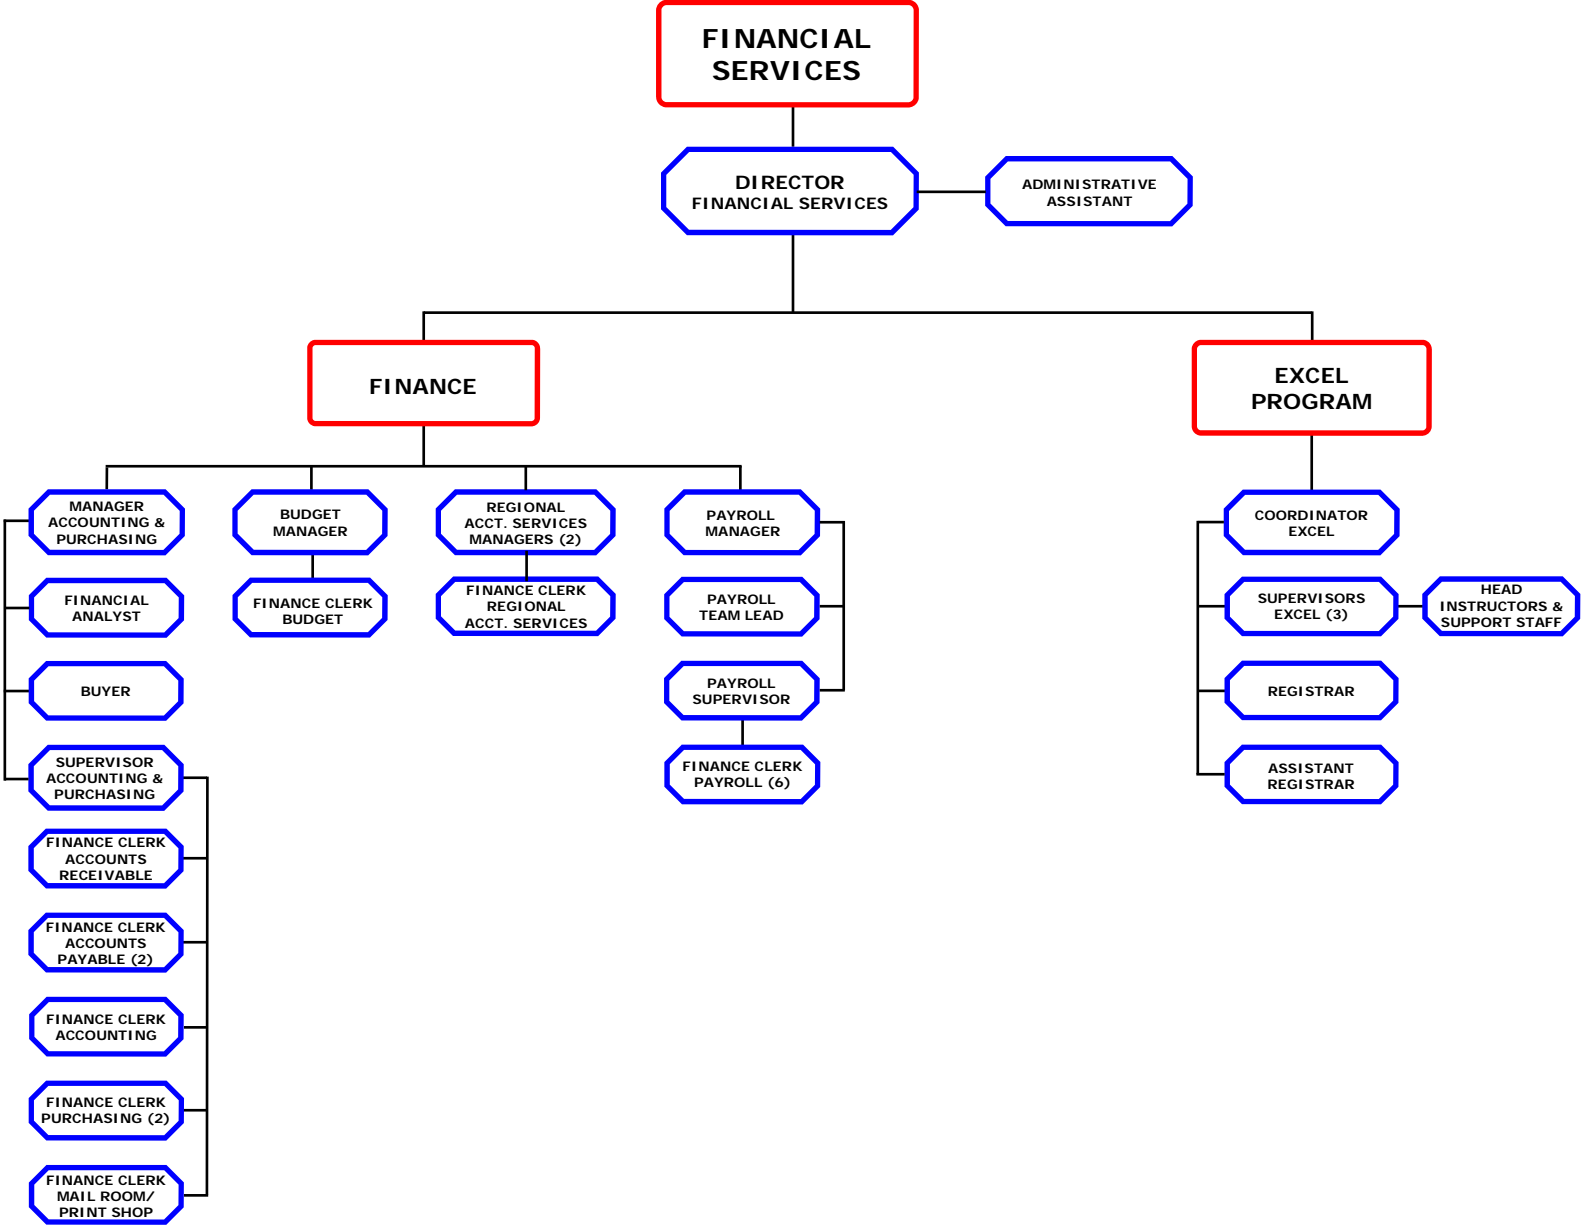 FINANCIAL
SERVICES
DIRECTOR
FINANCIAL SERVICES
ADMINISTRATIVE
ASSISTANT
FINANCE
EXCEL
PROGRAM
MANAGER
ACCOUNTING &
PURCHASING
FINANCIAL
ANALYST
BUYER
SUPERVISOR
ACCOUNTING &
PURCHASING
FINANCE CLERK
ACCOUNTS
RECEIVABLE
FINANCE CLERK
ACCOUNTS
PAYABLE (2)
FINANCE CLERK
ACCOUNTING
FINANCE CLERK
PURCHASING (2)
FINANCE CLERK
MAIL ROOM/
PRINT SHOP
BUDGET
MANAGER
FINANCE CLERK
BUDGET
REGIONAL
ACCT. SERVICES
MANAGERS (2)
FINANCE CLERK
REGIONAL
ACCT. SERVICES
PAYROLL
MANAGER
PAYROLL
TEAM LEAD
PAYROLL
SUPERVISOR
FINANCE CLERK
PAYROLL (6)
COORDINATOR
EXCEL
SUPERVISORS
EXCEL (3)
HEAD
INSTRUCTORS &
SUPPORT STAFF
REGISTRAR
ASSISTANT
REGISTRAR